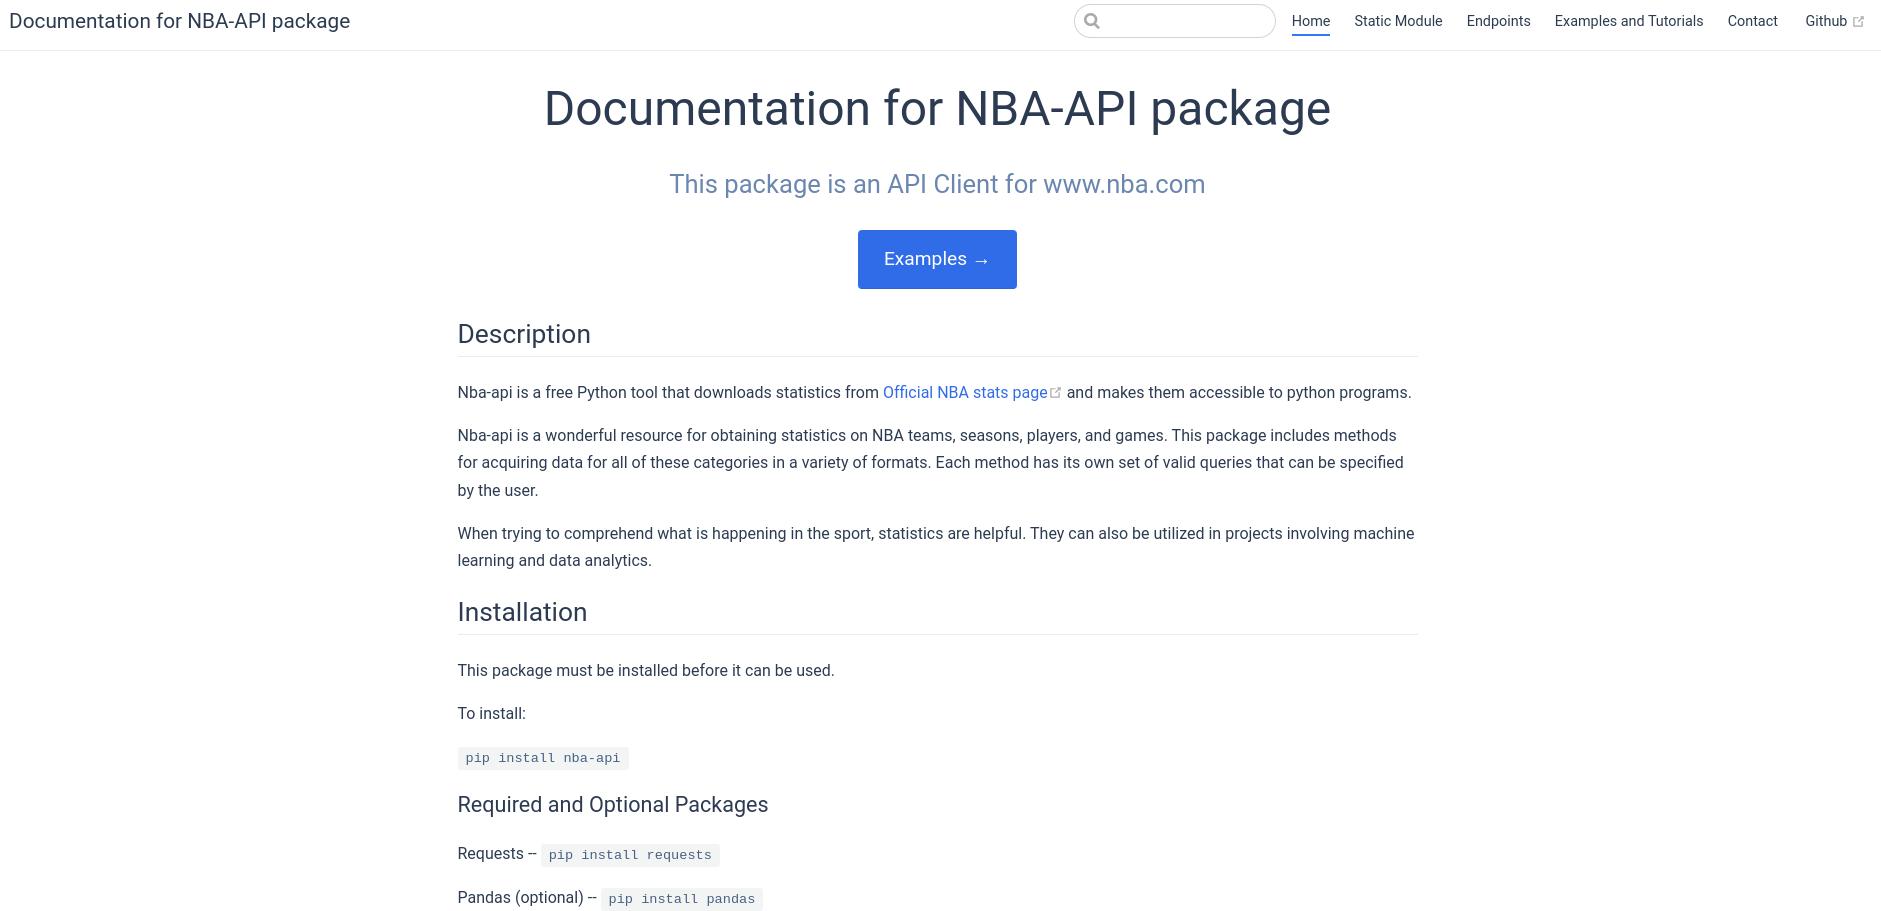 Documentation for NBA-API package
Home Static Module Endpoints Examples and Tutorials Contact Github
Documentation for NBA-API package
This package is an API Client for www.nba.com
Examples →
Description
Nba-api is a free Python tool that downloads statistics from Official NBA stats page and makes them accessible to python programs.
Nba-api is a wonderful resource for obtaining statistics on NBA teams, seasons, players, and games. This package includes methods
for acquiring data for all of these categories in a variety of formats. Each method has its own set of valid queries that can be specified
by the user.
When trying to comprehend what is happening in the sport, statistics are helpful. They can also be utilized in projects involving machine
learning and data analytics.
Installation
This package must be installed before it can be used.
To install:
pip install nba-api
Required and Optional Packages
Requests -- pip install requests
Pandas (optional) -- pip install pandas